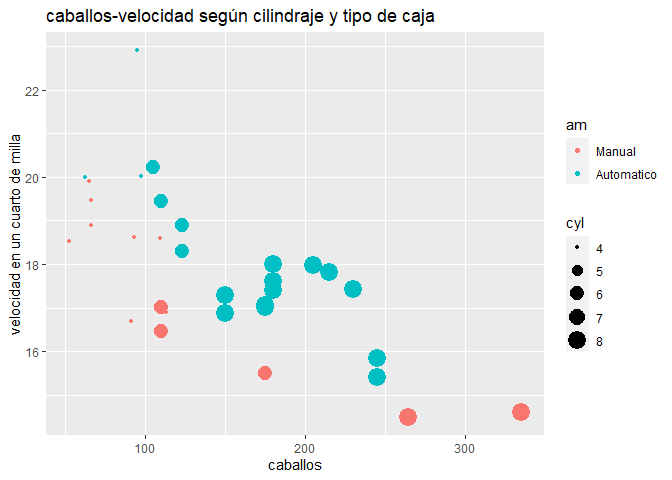 caballos-velocidad según cilindraje y tipo de caja
velocidad en un cuarto de milla
22
20
18
16
100
200
300
caballos
am
Manual
Automatico
cyl
4
5
6
7
8